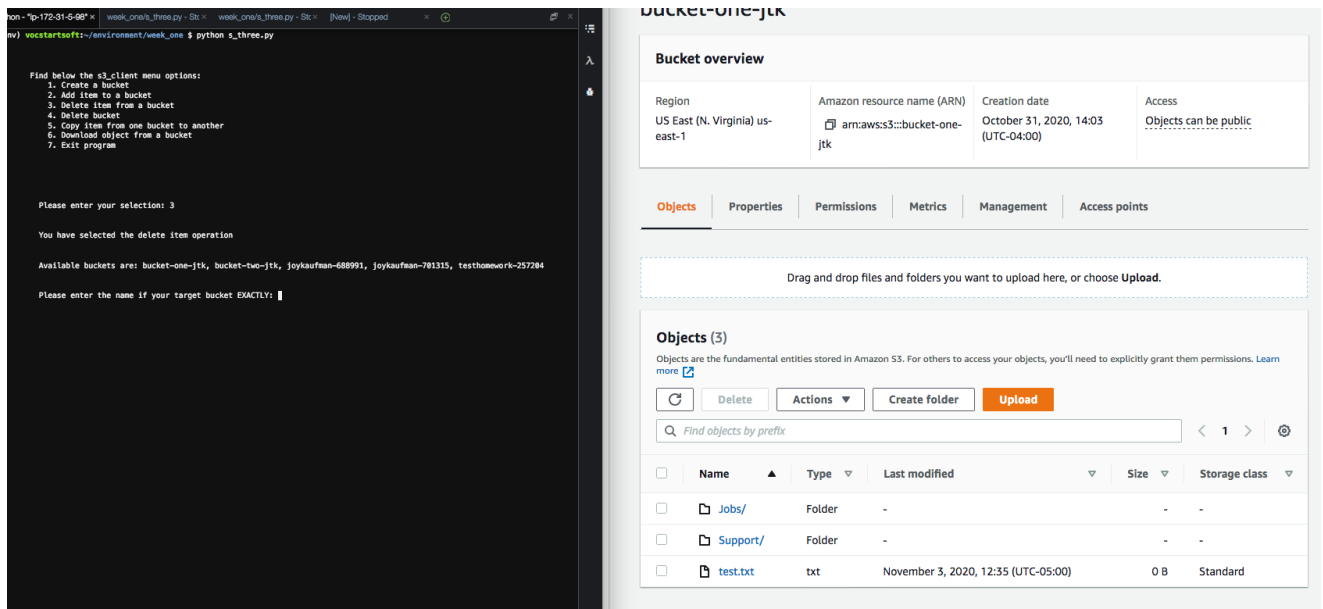 hon - "ip-172-31-5-98" ×
week_one/s_three.py - Sto ×
week_one/s_three.py - Sto ×
[New] - Stopped ×
nv) vocstartsoft:~/environment/week_one $ python s_three.py
Find below the s3_client menu options:
1. Create a bucket
2. Add item to a bucket
3. Delete item from a bucket
4. Delete bucket
5. Copy item from one bucket to another
6. Download object from a bucket
7. Exit program
Please enter your selection: 3
You have selected the delete item operation
Available buckets are: bucket-one-jtk, bucket-two-jtk, joykaufman-688991, joykaufman-701315, testhomework-257204
Please enter the name if your target bucket EXACTLY:
bucket-one-jtk
Bucket overview
Region
US East (N. Virginia) us-
east-1
Amazon resource name (ARN)
arn:aws:s3:::bucket-one-
jtk
Creation date
October 31, 2020, 14:03
(UTC-04:00)
Access
Objects can be public
Objects Properties Permissions Metrics Management Access points
Drag and drop files and folders you want to upload here, or choose Upload.
Objects (3)
Objects are the fundamental entities stored in Amazon S3. For others to access your objects, you'll need to explicitly grant them permissions. Learn
more
Delete Actions Create folder Upload
Find objects by prefix
1
Name Type Last modified Size Storage class
Jobs/ Folder - - -
Support/ Folder - - -
test.txt txt November 3, 2020, 12:35 (UTC-05:00) 0 B Standard